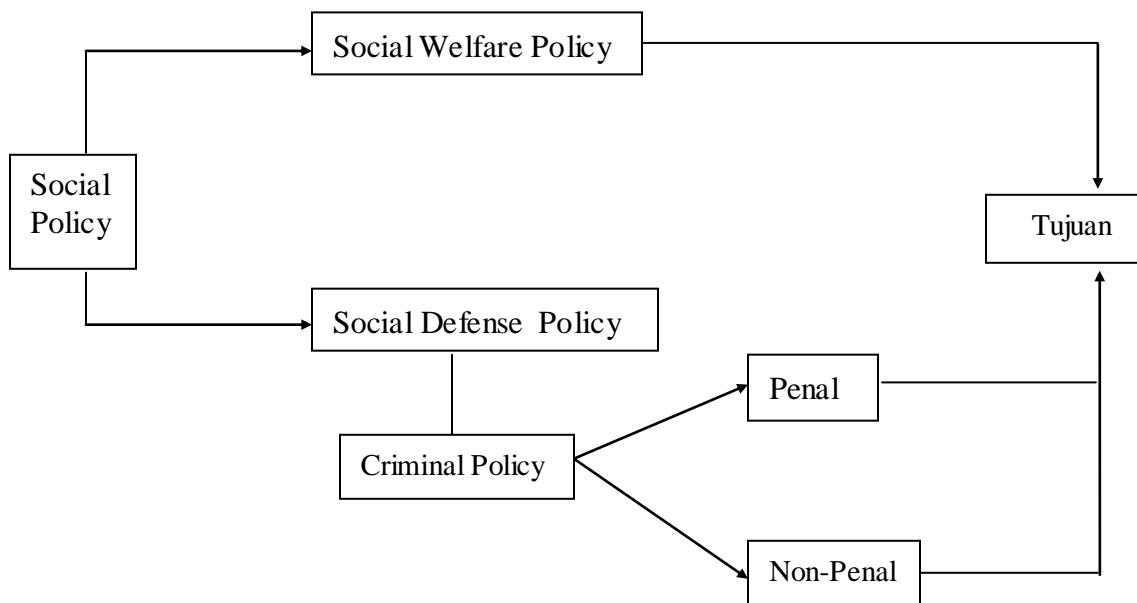 Social Welfare Policy
Social
Policy
Tujuan
Social Defense Policy
Penal
Criminal Policy
Non-Penal